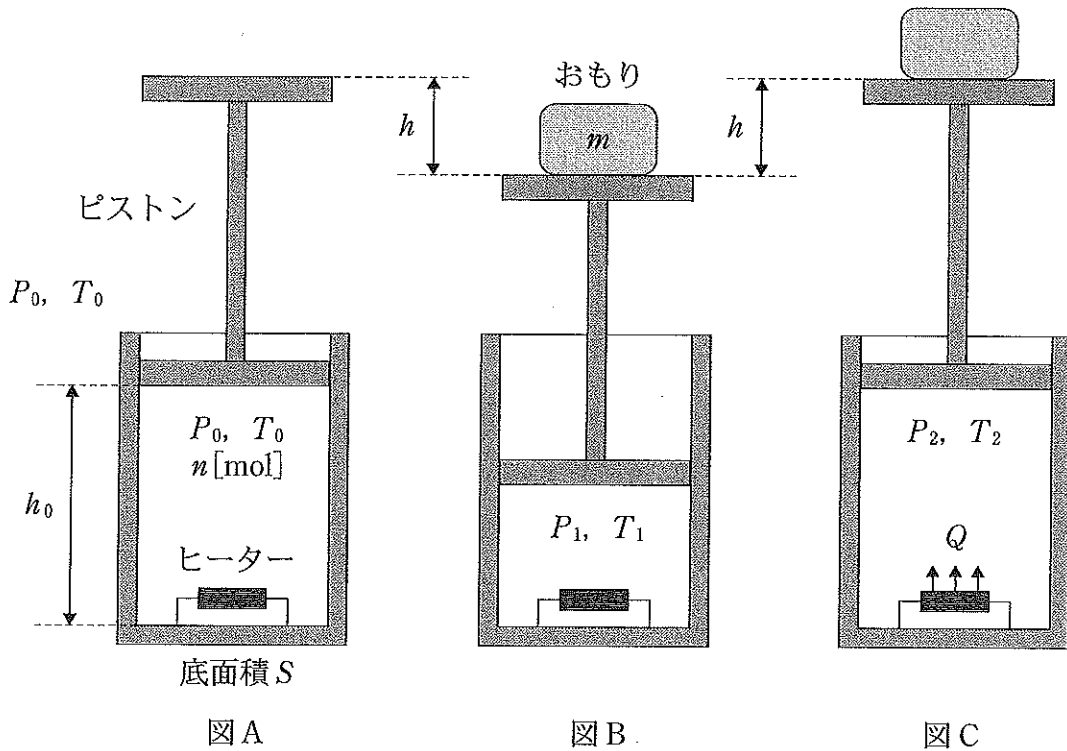 おもり
h
m
h
ピストン
P₀, T₀
P₀, T₀
n[mol]
h₀
ヒーター
P₁, T₁
P₂, T₂
Q
底面積 S
図A
図B
図C